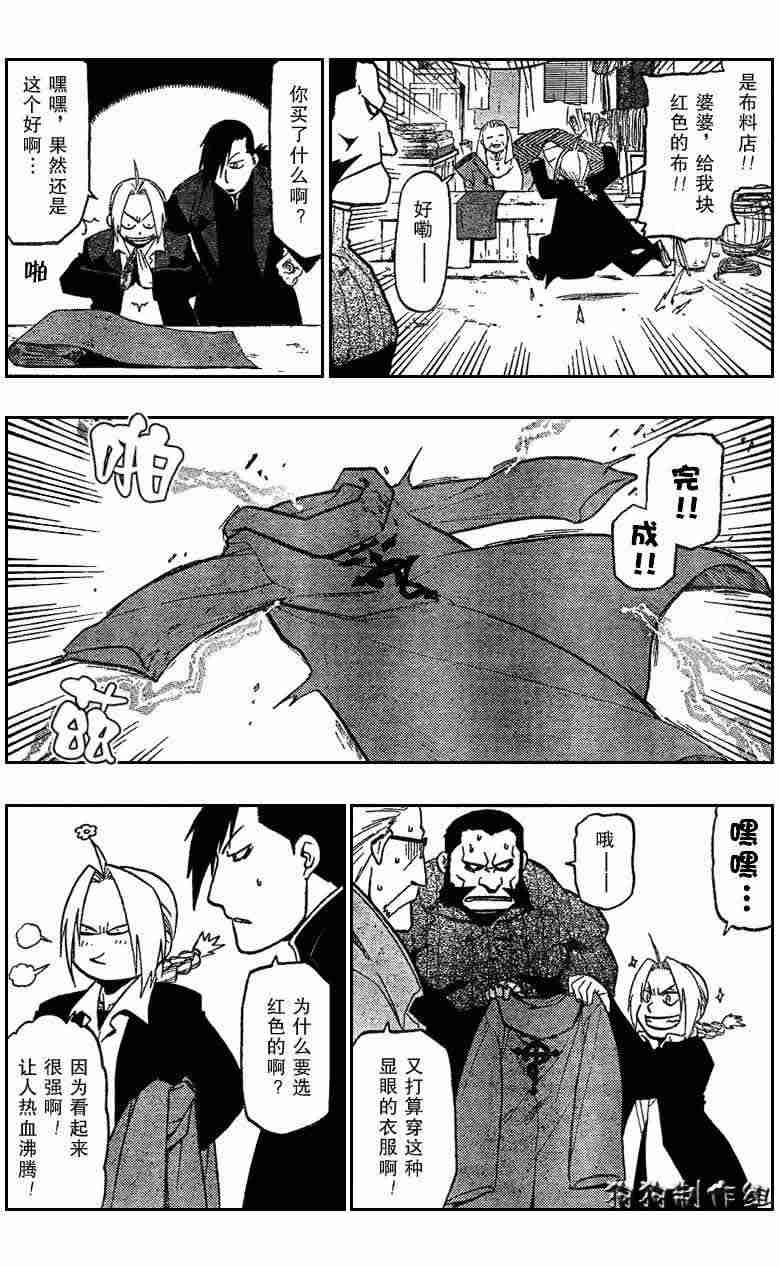 是布料店!!
婆婆，给我块
红色的布!!
好嘞——
你买了什么啊？
嘿嘿，果然还是
这个好啊…
啪
完!!
成!!
啪
嘿嘿…
哦——
又打算穿这种
显眼的衣服啊！
为什么要选
红色的啊？
因为看起来
很强啊！
让人热血沸腾！
狩狩制作组